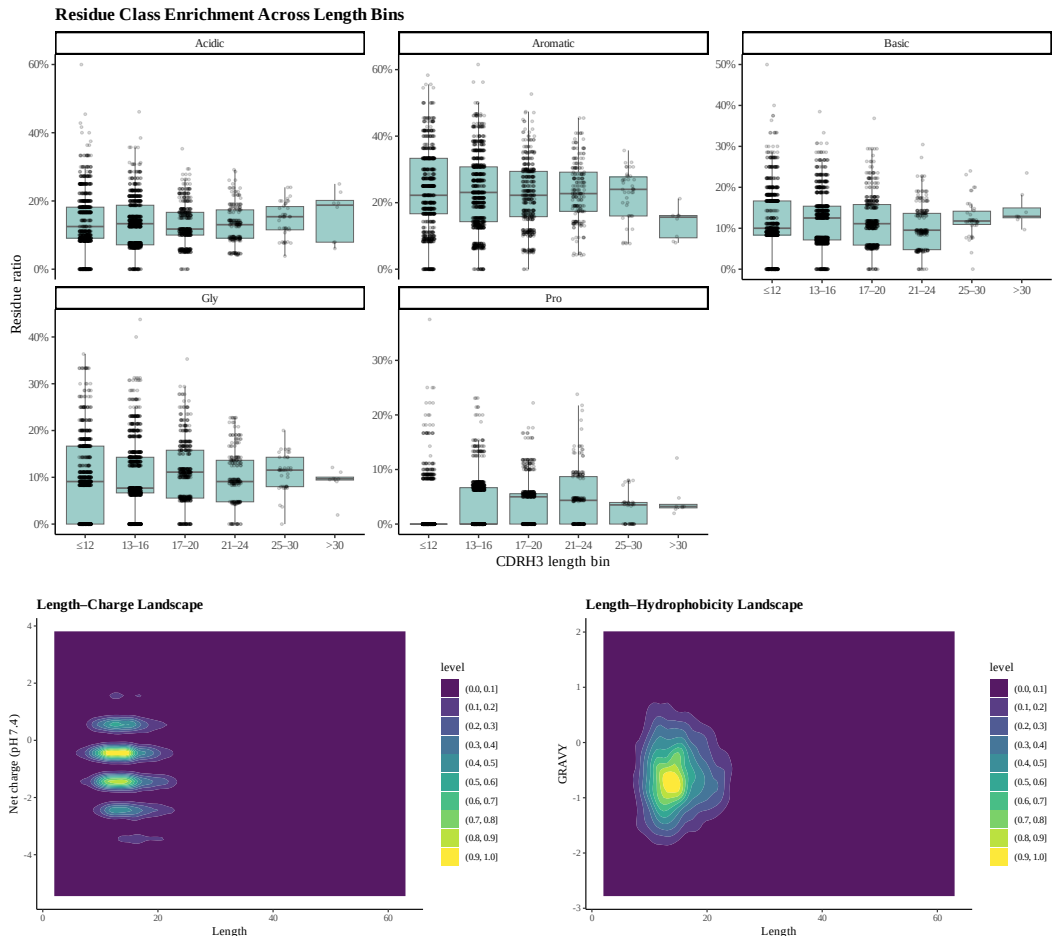 Residue Class Enrichment Across Length Bins
Acidic
Aromatic
Basic
60%
40%
20%
0%
60%
40%
20%
0%
50%
40%
30%
20%
10%
0%
≤12 13–16 17–20 21–24 25–30 >30
Residue ratio
Gly
Pro
40%
30%
20%
10%
0%
30%
20%
10%
0%
≤12 13–16 17–20 21–24 25–30 >30
≤12 13–16 17–20 21–24 25–30 >30
CDRH3 length bin
Length–Charge Landscape
4
2
0
-2
-4
Net charge (pH 7.4)
0 20 40 60
Length
level
(0.0, 0.1]
(0.1, 0.2]
(0.2, 0.3]
(0.3, 0.4]
(0.4, 0.5]
(0.5, 0.6]
(0.6, 0.7]
(0.7, 0.8]
(0.8, 0.9]
(0.9, 1.0]
Length–Hydrophobicity Landscape
2
1
0
-1
-2
-3
GRAVY
0 20 40 60
Length
level
(0.0, 0.1]
(0.1, 0.2]
(0.2, 0.3]
(0.3, 0.4]
(0.4, 0.5]
(0.5, 0.6]
(0.6, 0.7]
(0.7, 0.8]
(0.8, 0.9]
(0.9, 1.0]